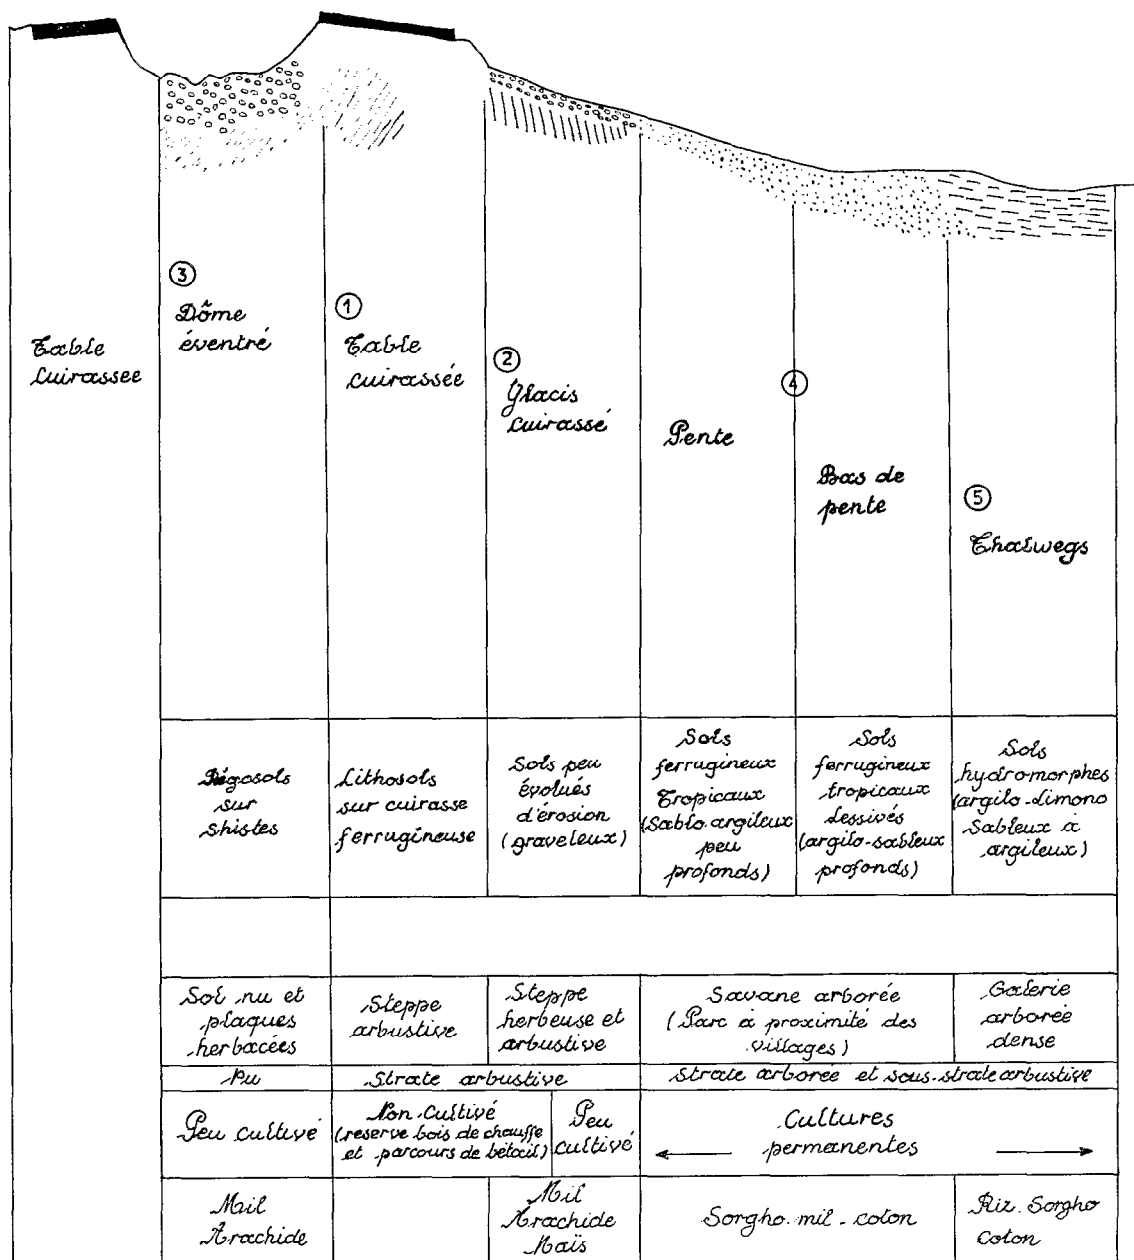 Table
Cuirassee
③
Dôme
éventré
①
Table
cuirassée
②
Glacis
cuirassé
Pente
④
Bas de
pente
⑤
Thalwegs
Régosols
sur
shistes
Lithosols
sur cuirasse
ferrugineuse
Sols peu
évolués
d'érosion
(graveleux)
Sols
ferrugineux
Tropicaux
(Sablo.argileux
peu
profonds)
Sols
ferrugineux
tropicaux
lessivés
(argilo-sableux
profonds)
Sols
hydromorphes
(argilo-limono
Sableux à
argileux)
Sol nu et
plaques
herbacées
Steppe
arbustive
Steppe
herbeuse et
arbustive
Savane arborée
(Parc à proximité des
villages)
Galerie
arborée
dense
Nu
Strate arbustive
Strate arborée et sous-strate arbustive
Peu cultivé
Non-Cultivé
(reserve bois de chauffe
et parcours de bétail)
Peu
cultivé
Cultures
permanentes
Mil
Arachide
Mil
Arachide
Maïs
Sorgho. mil - coton
Riz. Sorgho
coton